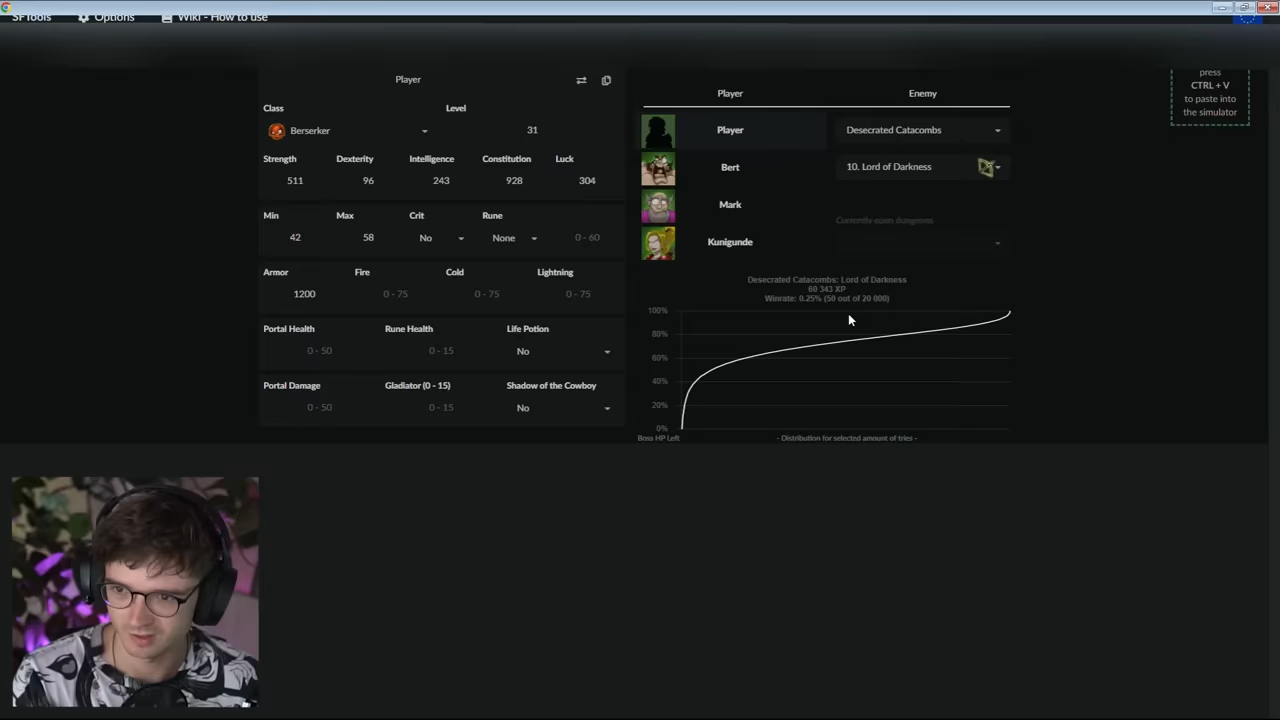 SFTools Options Wiki - How to use
Player
Class Level
Berserker 31
Strength Dexterity Intelligence Constitution Luck
511 96 243 928 304
Min Max Crit Rune
42 58 No None 0 - 60
Armor Fire Cold Lightning
1200 0 - 75 0 - 75 0 - 75
Portal Health Rune Health Life Potion
0 - 50 0 - 15 No
Portal Damage Gladiator (0 - 15) Shadow of the Cowboy
0 - 50 0 - 15 No
Player Enemy
Player Desecrated Catacombs
Bert 10. Lord of Darkness
Mark
Currently open dungeons
Kunigunde
Desecrated Catacombs: Lord of Darkness
60 343 XP
Winrate: 0.25% (50 out of 20 000)
100%
80%
60%
40%
20%
0%
Boss HP Left - Distribution for selected amount of tries -
press
CTRL + V
to paste into
the simulator